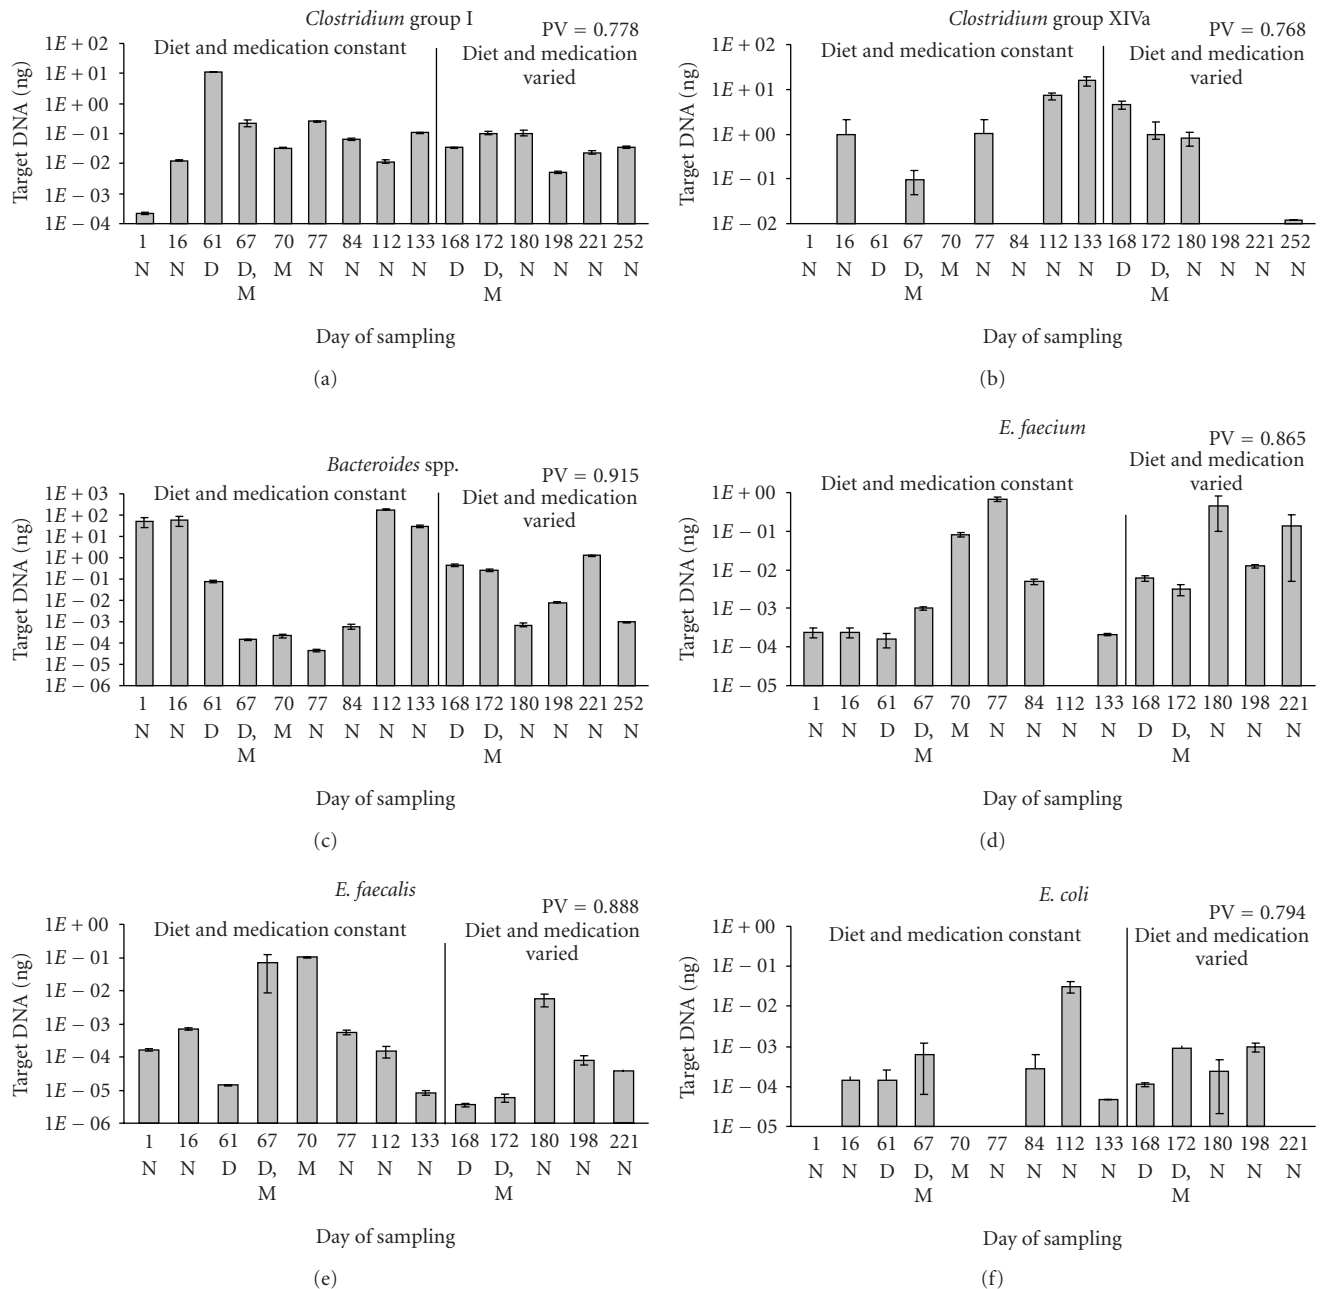 Clostridium group I
PV = 0.778
Diet and medication constant
Diet and medication
varied
Target DNA (ng)
1E + 02
1E + 01
1E + 00
1E − 01
1E − 02
1E − 03
1E − 04
1 16 61 67 70 77 84 112 133 168 172 180 198 221 252
N N D D, M N N N N D D, N N N N
M M
Day of sampling
(a)
Clostridium group XIVa
PV = 0.768
Diet and medication constant
Diet and medication
varied
Target DNA (ng)
1E + 02
1E + 01
1E + 00
1E − 01
1E − 02
1 16 61 67 70 77 84 112 133 168 172 180 198 221 252
N N D D, M N N N N D D, N N N N
M M
Day of sampling
(b)
Bacteroides spp.
PV = 0.915
Diet and medication constant
Diet and medication
varied
Target DNA (ng)
1E + 03
1E + 02
1E + 01
1E + 00
1E − 01
1E − 02
1E − 03
1E − 04
1E − 05
1E − 06
1 16 61 67 70 77 84 112 133 168 172 180 198 221 252
N N D D, M N N N N D D, N N N N
M M
Day of sampling
(c)
E. faecium
PV = 0.865
Diet and medication constant
Diet and medication
varied
Target DNA (ng)
1E + 00
1E − 01
1E − 02
1E − 03
1E − 04
1E − 05
1 16 61 67 70 77 84 112 133 168 172 180 198 221
N N D D, M N N N N D D, N N N
M M
Day of sampling
(d)
E. faecalis
PV = 0.888
Diet and medication constant
Diet and medication
varied
Target DNA (ng)
1E + 00
1E − 01
1E − 02
1E − 03
1E − 04
1E − 05
1E − 06
1 16 61 67 70 77 112 133 168 172 180 198 221
N N D D, M N N N D D, N N N
M M
Day of sampling
(e)
E. coli
PV = 0.794
Diet and medication constant
Diet and medication
varied
Target DNA (ng)
1E + 00
1E − 01
1E − 02
1E − 03
1E − 04
1E − 05
1 16 61 67 70 77 84 112 133 168 172 180 198 221
N N D D, M N N N N D D, N N N
M M
Day of sampling
(f)